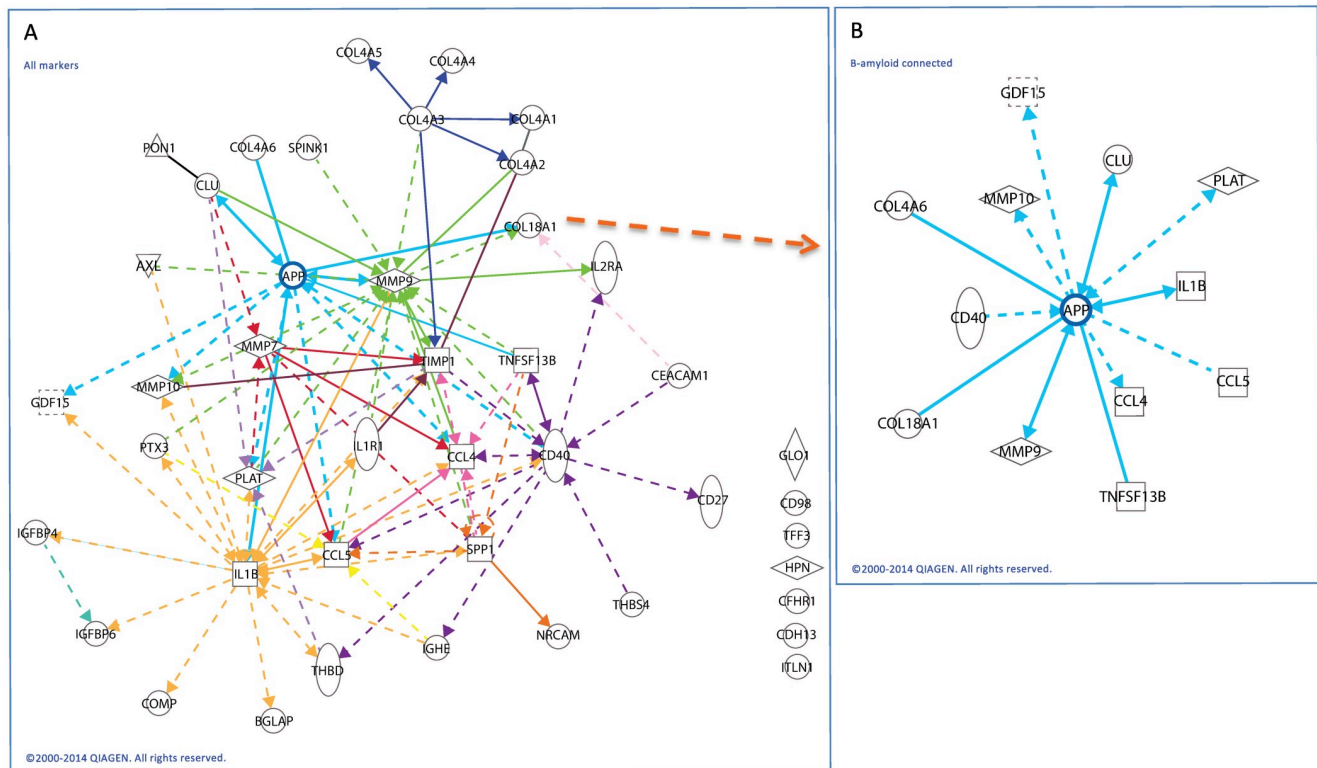 A
All markers
COL4A5
COL4A4
COL4A3
COL4A1
PON1
COL4A6
SPINK1
COL4A2
CLU
COL18A1
AXL
APP
MMP9
IL2RA
MMP7
TIMP1
TNFSF13B
CEACAM1
MMP10
GDF15
PTX3
IL1R1
CCL4
CD40
GLO1
PLAT
CD27
CD98
IGFBP4
TFF3
CCL5
SPP1
IL1B
HPN
THBS4
CFHR1
IGFBP6
IGHE
NRCAM
CDH13
THBD
ITLN1
COMP
BGLAP
©2000-2014 QIAGEN. All rights reserved.
B
B-amyloid connected
GDF15
CLU
PLAT
MMP10
COL4A6
IL1B
CD40
APP
CCL5
CCL4
COL18A1
MMP9
TNFSF13B
©2000-2014 QIAGEN. All rights reserved.